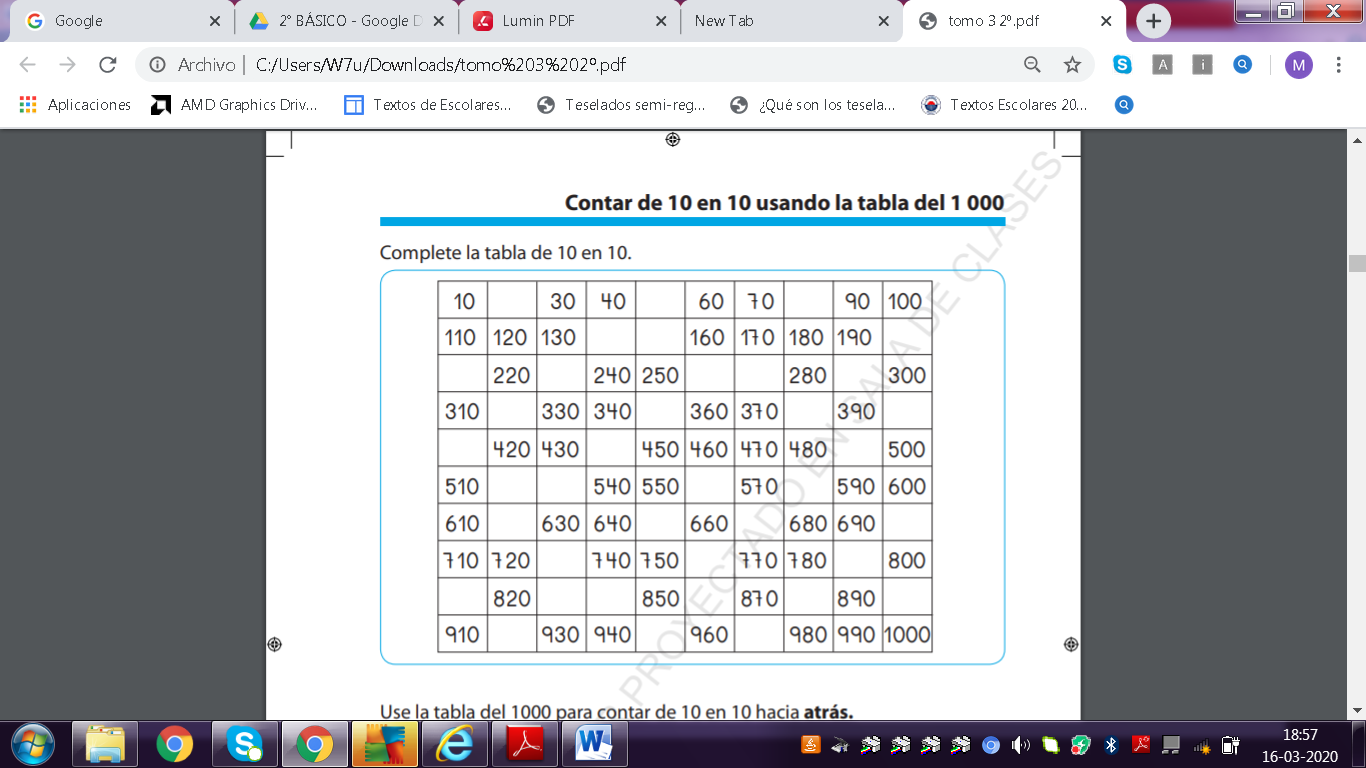 Google
2° BÁSICO - Google D
Lumin PDF
New Tab
tomo 3 2º.pdf
Archivo | C:/Users/W7u/Downloads/tomo%203%202º.pdf
Aplicaciones
AMD Graphics Driv...
Textos de Escolares...
Teselados semi-reg...
¿Qué son los tesela...
Textos Escolares 20...
Contar de 10 en 10 usando la tabla del 1 000
Complete la tabla de 10 en 10.
10 30 40 60 70 90 100
110 120 130 160 170 180 190
220 240 250 280 300
310 330 340 360 370 390
420 430 450 460 470 480 500
510 540 550 570 590 600
610 630 640 660 680 690
710 720 740 750 770 780 800
820 850 870 890
910 930 940 960 980 990 1000
PROYECTADO EN SALA DE CLASES
Use la tabla del 1000 para contar de 10 en 10 hacia atrás.
18:57
16-03-2020